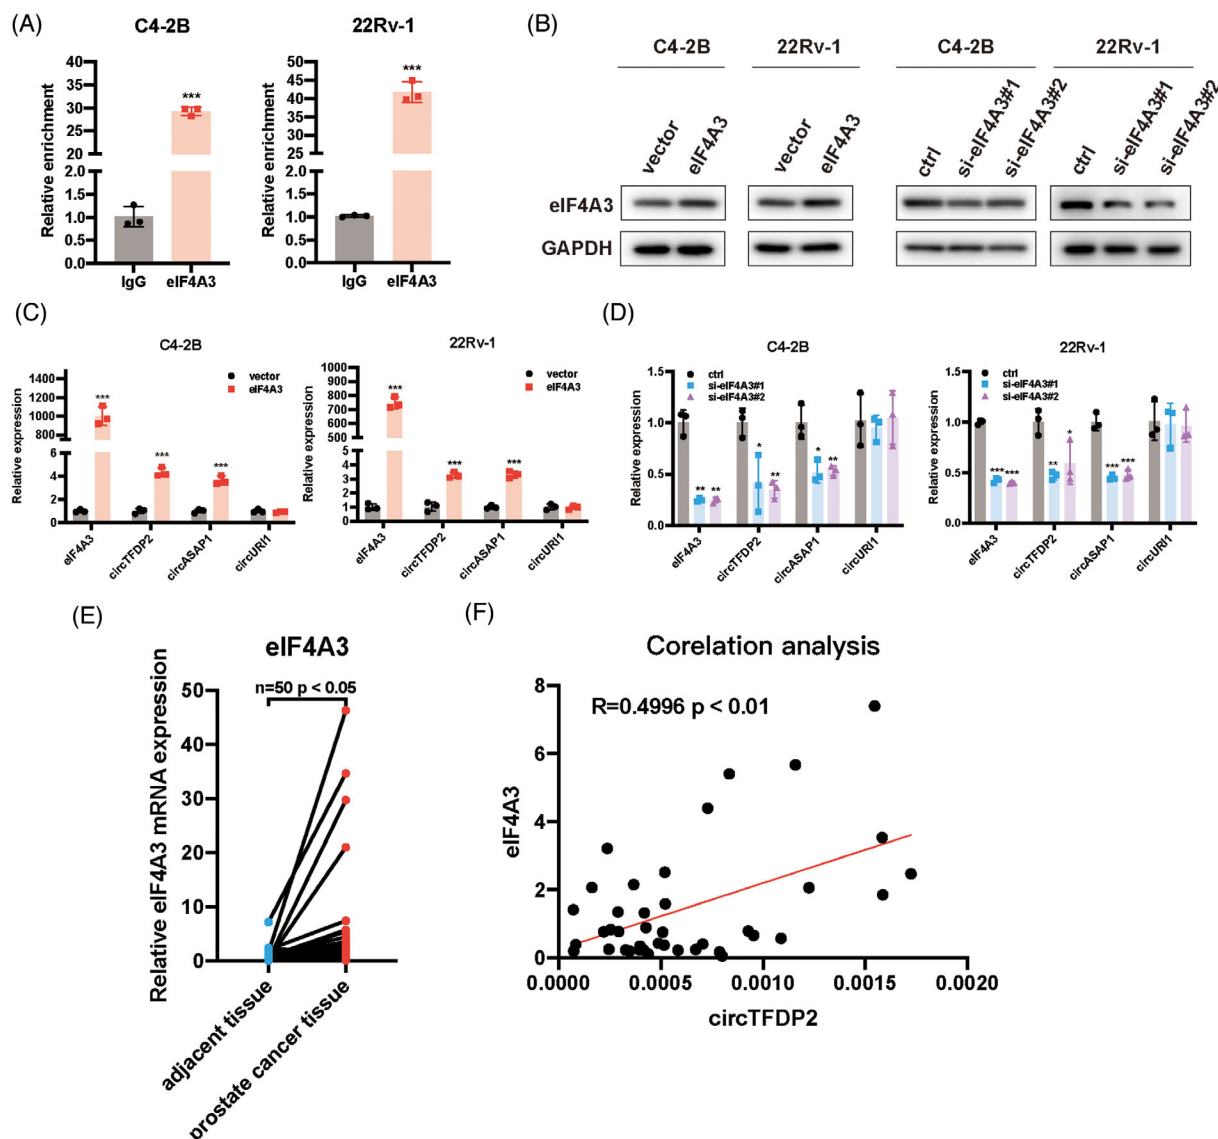 (A)
C4-2B
22Rv-1
Relative enrichment
40
35
30
25
20
1.5
1.0
0.5
0.0
***
IgG
eIF4A3
Relative enrichment
50
45
40
35
30
25
20
2.0
1.5
1.0
0.5
0.0
***
IgG
eIF4A3
(B)
C4-2B
22Rv-1
C4-2B
22Rv-1
vector
eIF4A3
vector
eIF4A3
ctrl
si-eIF4A3#1
si-eIF4A3#2
ctrl
si-eIF4A3#1
si-eIF4A3#2
eIF4A3
GAPDH
(C)
C4-2B
vector
eIF4A3
Relative expression
1400
1200
1000
800
6
4
2
0
***
***
***
eIF4A3
circTFDP2
circASAP1
circURI1
22Rv-1
vector
eIF4A3
Relative expression
1000
900
800
700
600
500
5
4
3
2
1
0
***
***
***
eIF4A3
circTFDP2
circASAP1
circURI1
(D)
C4-2B
ctrl
si-eIF4A3#1
si-eIF4A3#2
Relative expression
1.5
1.0
0.5
0.0
** **
* **
* **
eIF4A3
circTFDP2
circASAP1
circURI1
22Rv-1
ctrl
si-eIF4A3#1
si-eIF4A3#2
Relative expression
1.5
1.0
0.5
0.0
*** ***
** *
*** ***
eIF4A3
circTFDP2
circASAP1
circURI1
(E)
eIF4A3
n=50 p < 0.05
Relative eIF4A3 mRNA expression
50
40
30
20
10
0
adjacent tissue
prostate cancer tissue
(F)
Corelation analysis
R=0.4996 p < 0.01
eIF4A3
8
6
4
2
0
0.0000
0.0005
0.0010
0.0015
0.0020
circTFDP2